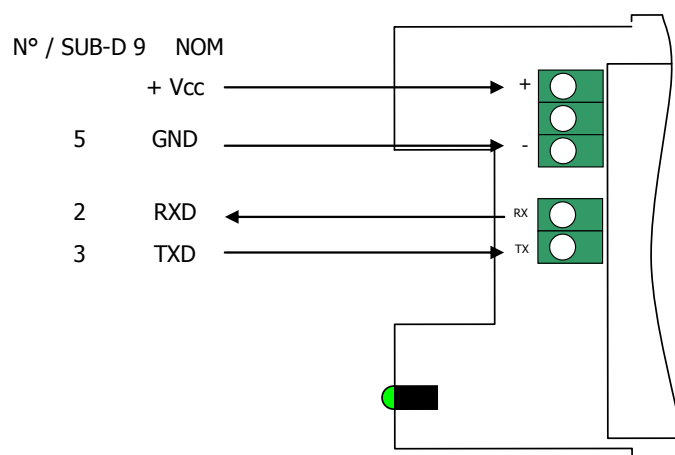 N° / SUB-D 9 NOM
+ Vcc +
5 GND -
2 RXD RX
3 TXD TX